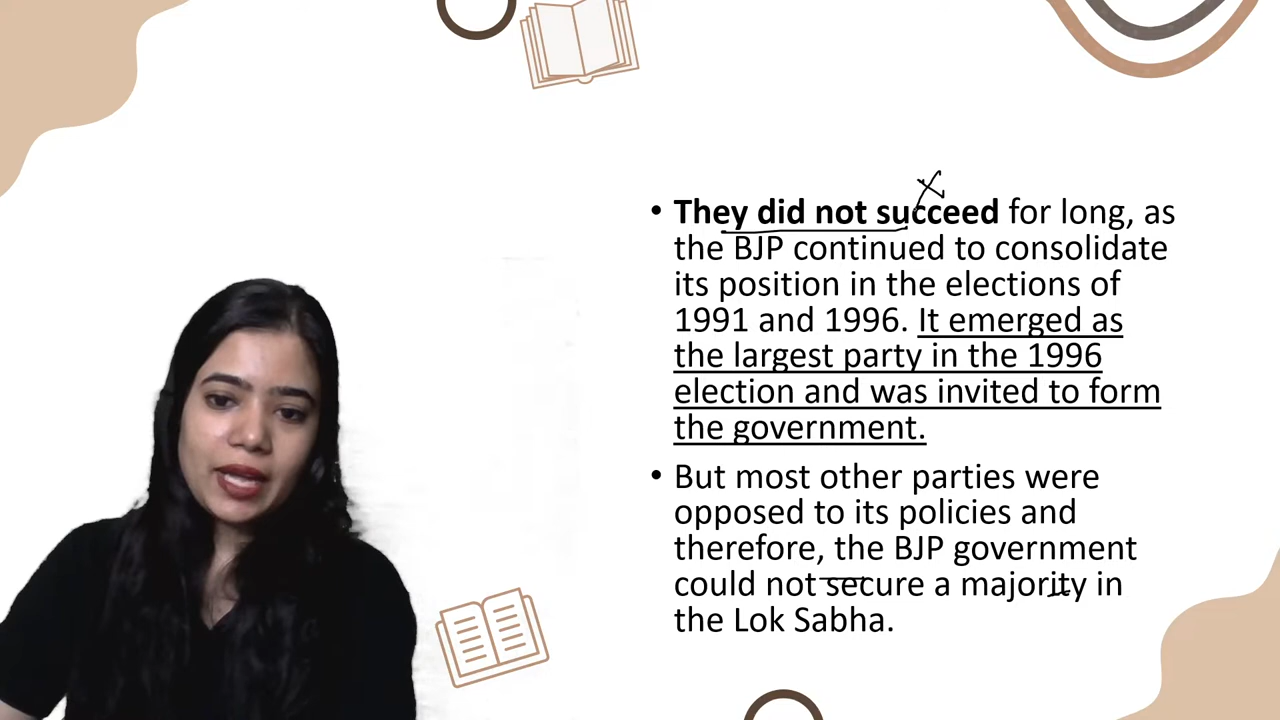 • They did not succeed for long, as
the BJP continued to consolidate
its position in the elections of
1991 and 1996. It emerged as
the largest party in the 1996
election and was invited to form
the government.
• But most other parties were
opposed to its policies and
therefore, the BJP government
could not secure a majority in
the Lok Sabha.